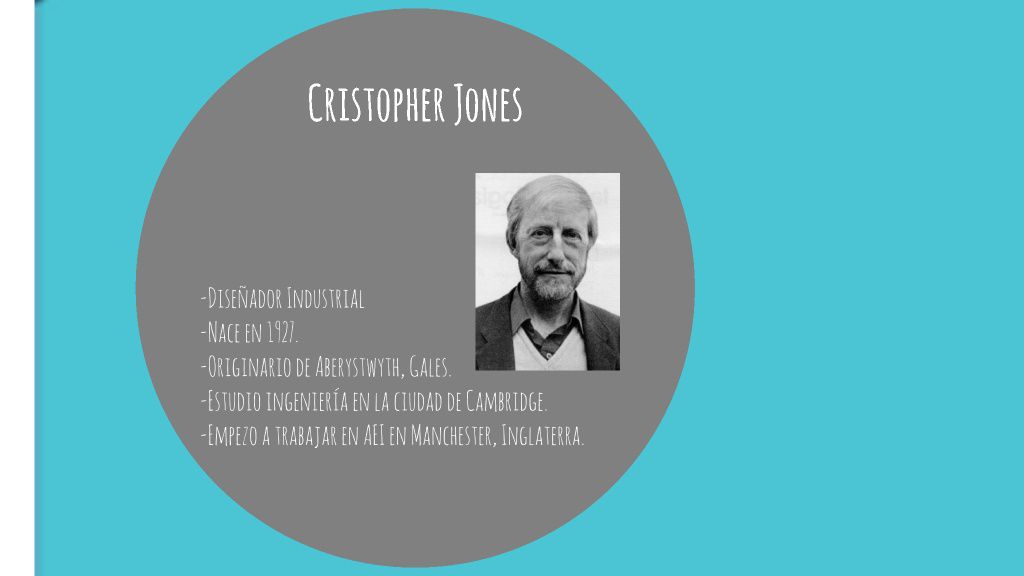 Cristopher Jones
-Diseñador Industrial
-Nace en 1927.
-Originario de Aberystwyth, Gales.
-Estudio ingeniería en la ciudad de Cambridge.
-Empezo a trabajar en AEI en Manchester, Inglaterra.